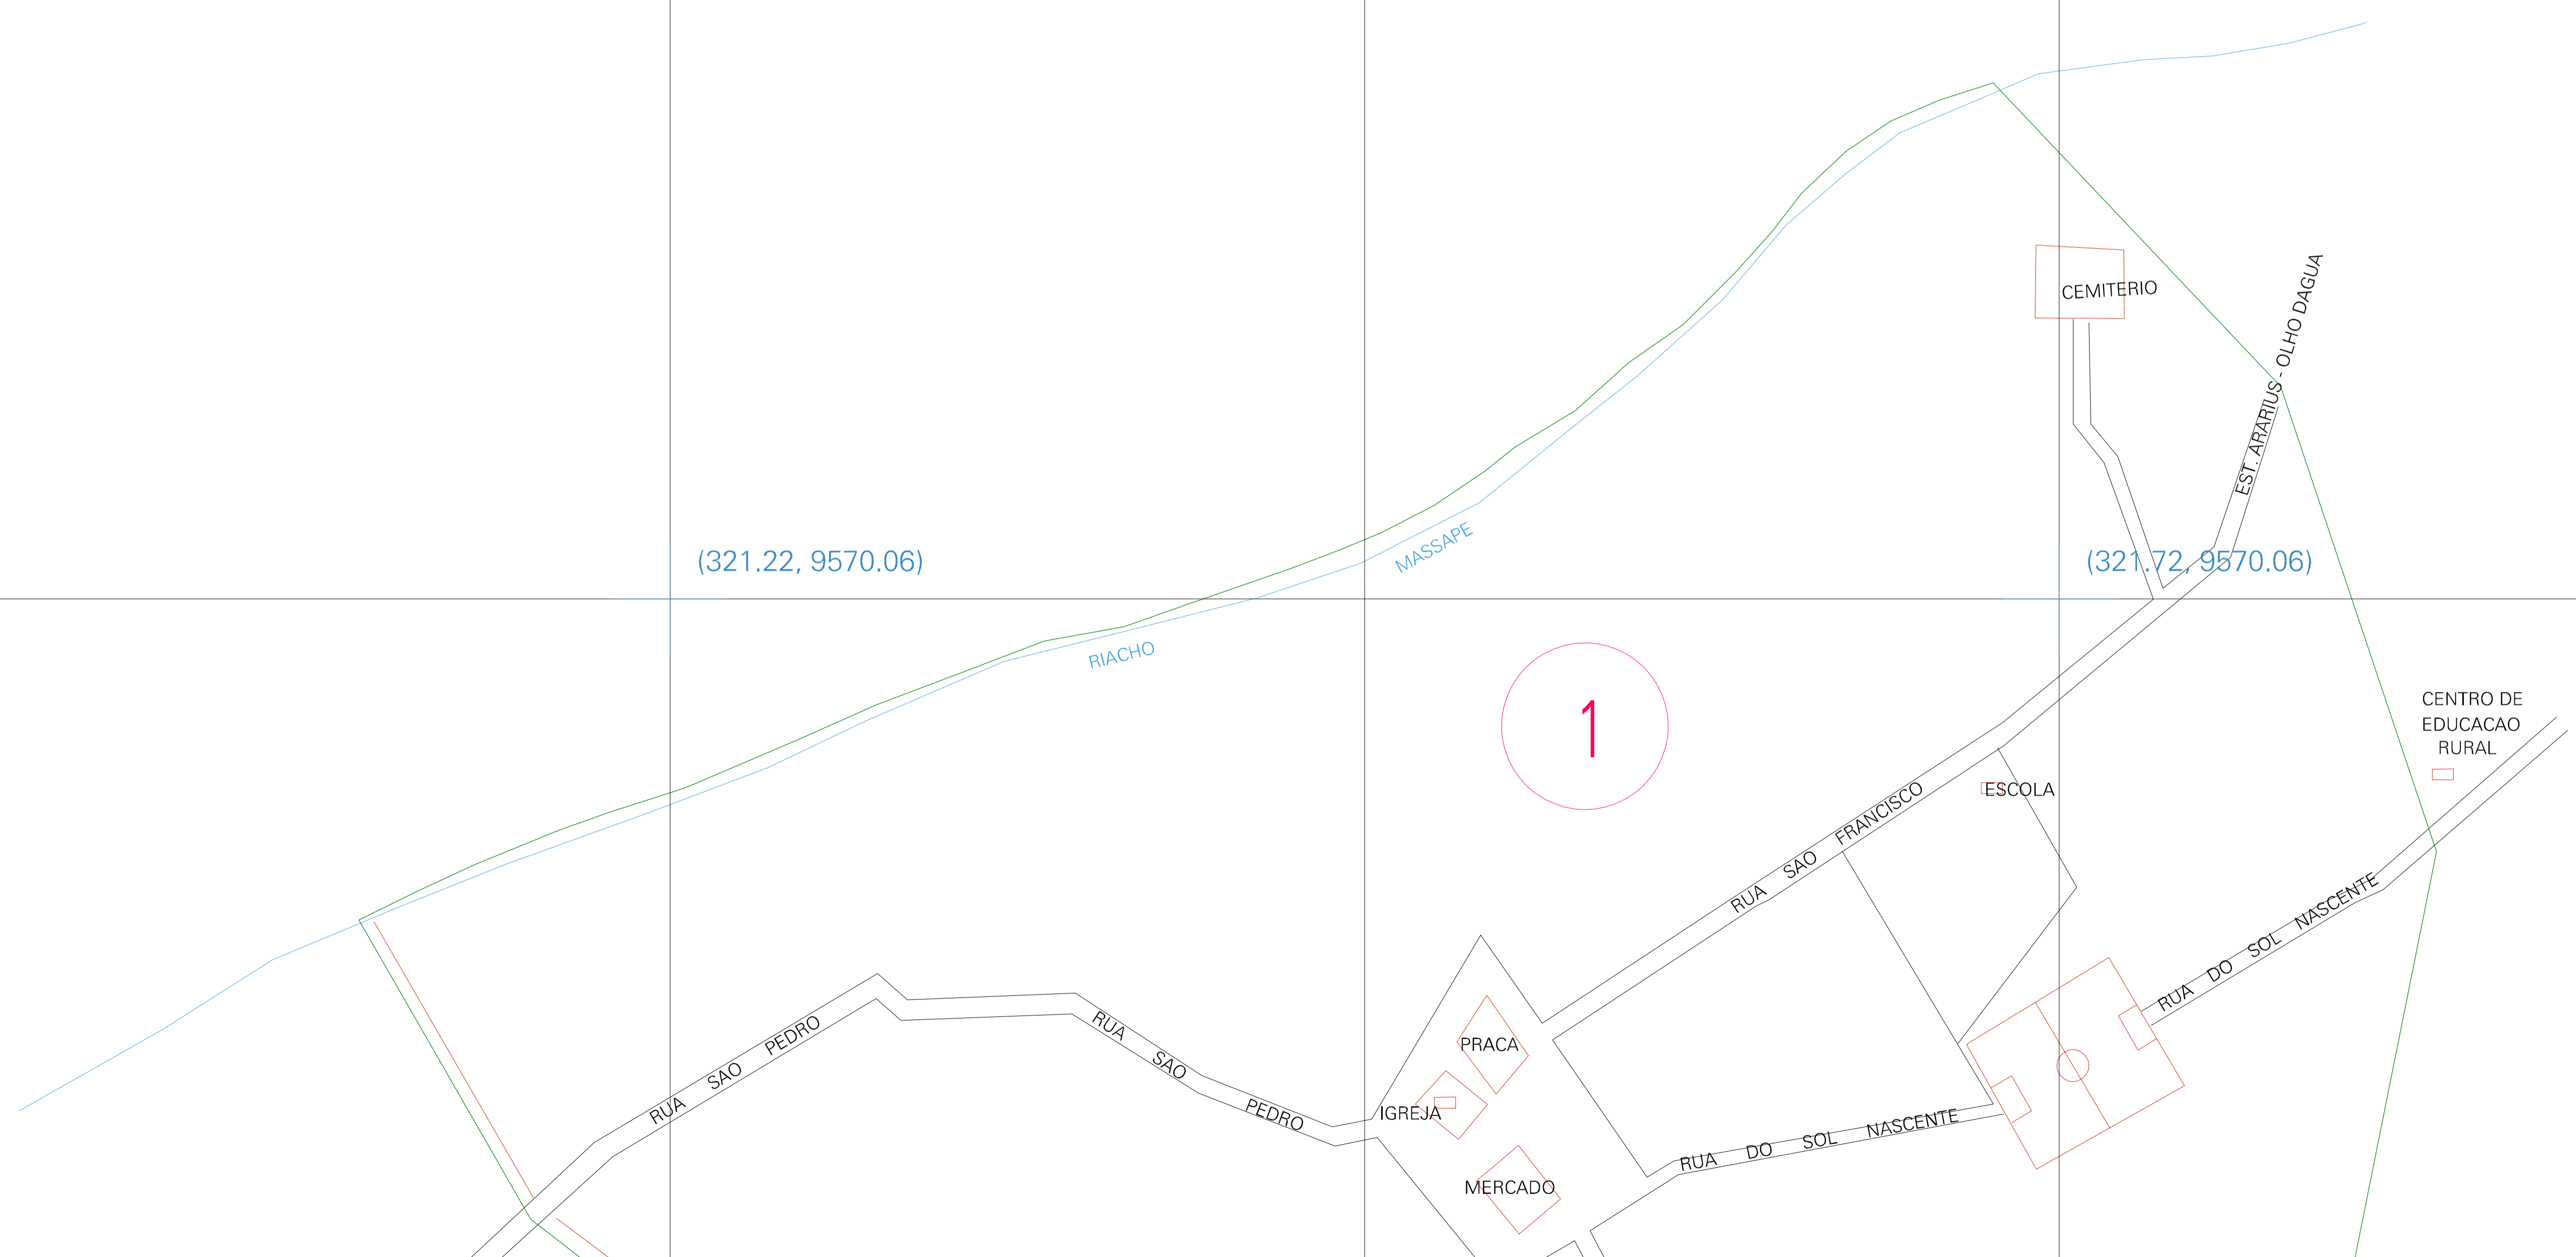 CEMITERIO
EST. ARARIUS - OLHO DAGUA
(321.22, 9570.06)
(321.72, 9570.06)
MASSAPE
RIACHO
1
CENTRO DE
EDUCACAO
RURAL
ESCOLA
RUA SAO FRANCISCO
RUA DO SOL NASCENTE
RUA SAO PEDRO
RUA SAO PEDRO
PRACA
IGREJA
RUA DO SOL NASCENTE
MERCADO